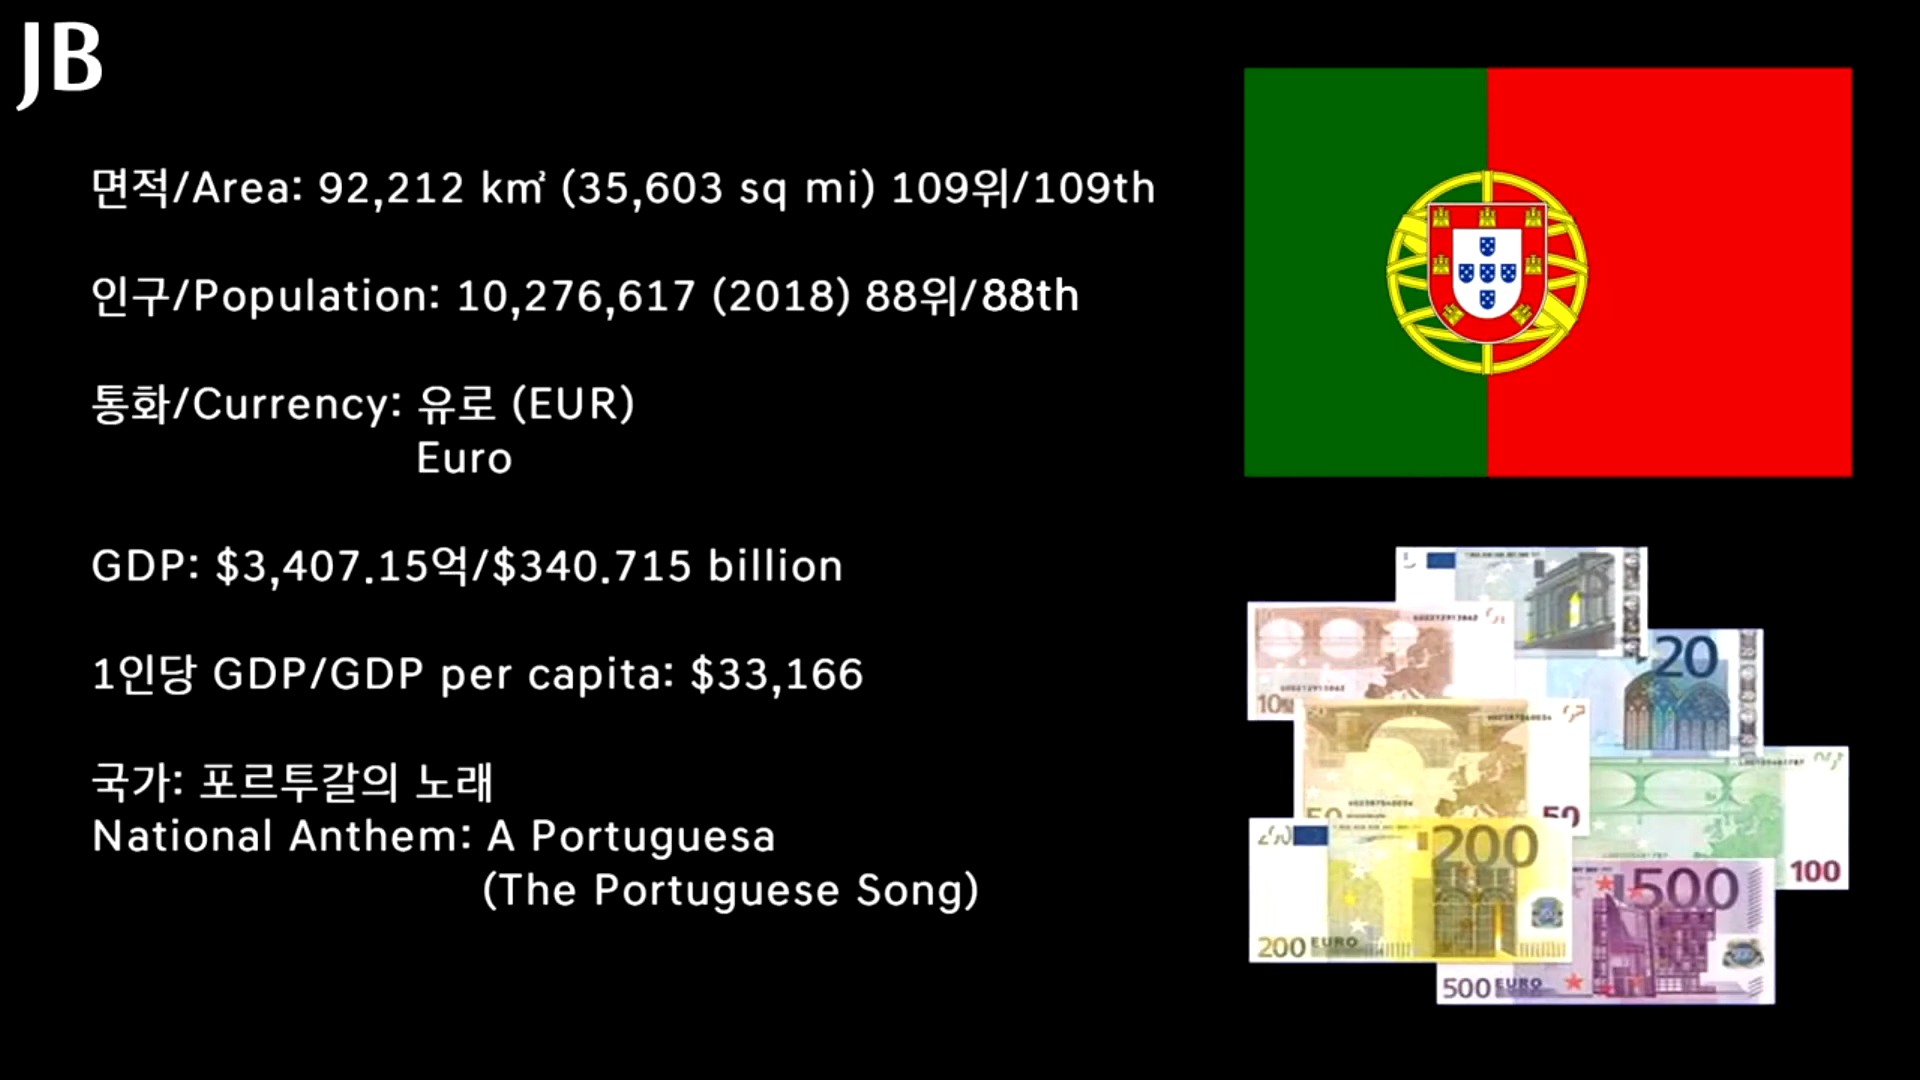 JB
면적/Area: 92,212 ㎢ (35,603 sq mi) 109위/109th
인구/Population: 10,276,617 (2018) 88위/88th
통화/Currency: 유로 (EUR)
Euro
GDP: $3,407.15억/$340.715 billion
1인당 GDP/GDP per capita: $33,166
국가: 포르투갈의 노래
National Anthem: A Portuguesa
(The Portuguese Song)
20
10
50
50
100
200
200 EURO
500
500 EURO